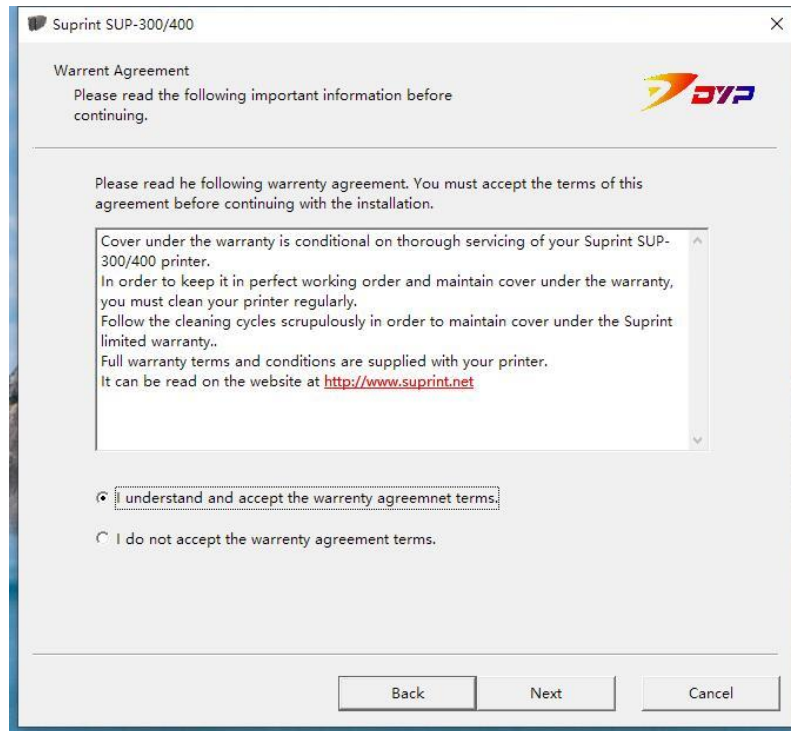 Suprint SUP-300/400
Warrent Agreement
Please read the following important information before
continuing.
DYP
Please read he following warrenty agreement. You must accept the terms of this
agreement before continuing with the installation.
Cover under the warranty is conditional on thorough servicing of your Suprint SUP-
300/400 printer.
In order to keep it in perfect working order and maintain cover under the warranty,
you must clean your printer regularly.
Follow the cleaning cycles scrupulously in order to maintain cover under the Suprint
limited warranty..
Full warranty terms and conditions are supplied with your printer.
It can be read on the website at http://www.suprint.net
I understand and accept the warrenty agreemnet terms.
I do not accept the warrenty agreement terms.
Back
Next
Cancel